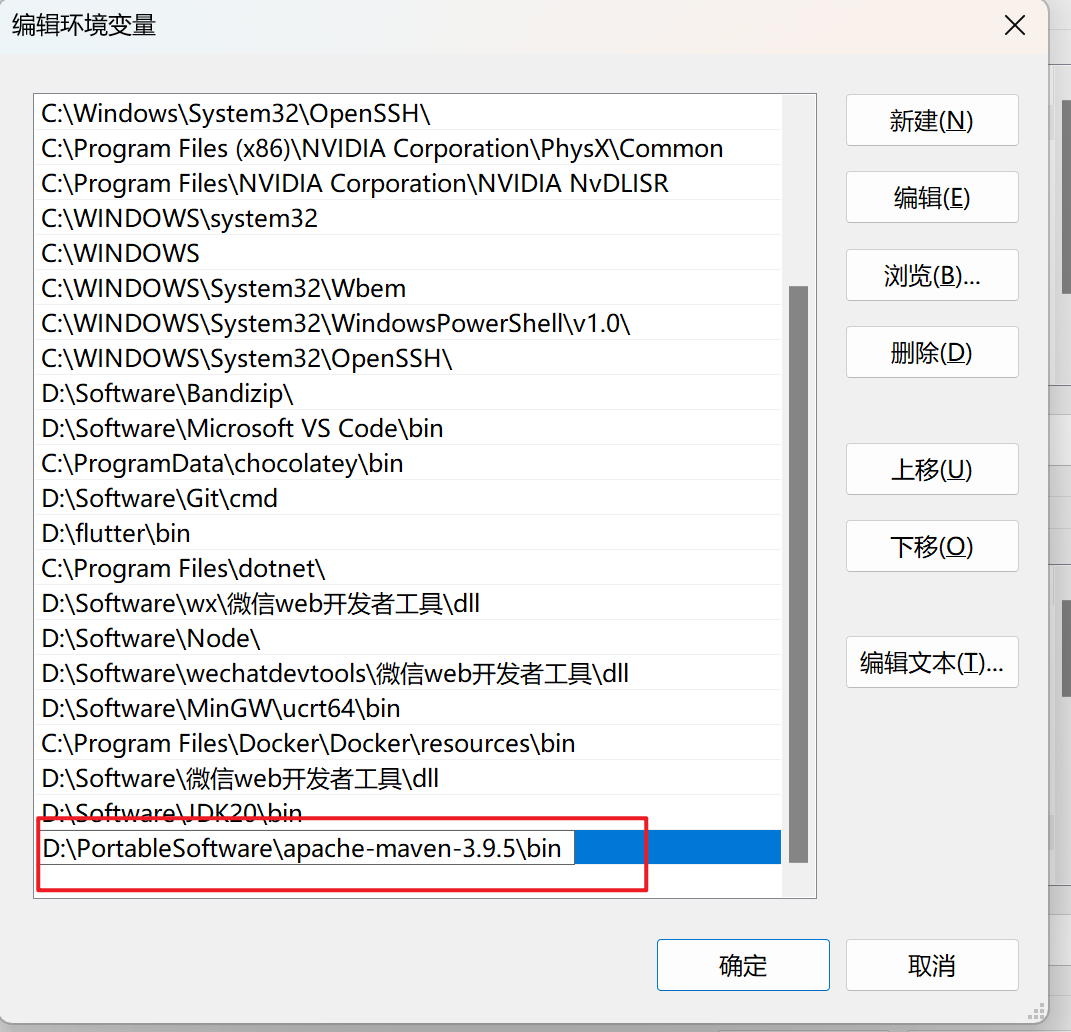 编辑环境变量
C:\Windows\System32\OpenSSH\
C:\Program Files (x86)\NVIDIA Corporation\PhysX\Common
C:\Program Files\NVIDIA Corporation\NVIDIA NvDLISR
C:\WINDOWS\system32
C:\WINDOWS
C:\WINDOWS\System32\Wbem
C:\WINDOWS\System32\WindowsPowerShell\v1.0\
C:\WINDOWS\System32\OpenSSH\
D:\Software\Bandizip\
D:\Software\Microsoft VS Code\bin
C:\ProgramData\chocolatey\bin
D:\Software\Git\cmd
D:\flutter\bin
C:\Program Files\dotnet\
D:\Software\wx\微信web开发者工具\dll
D:\Software\Node\
D:\Software\wechatdevtools\微信web开发者工具\dll
D:\Software\MinGW\ucrt64\bin
C:\Program Files\Docker\Docker\resources\bin
D:\Software\微信web开发者工具\dll
D:\Software\JDK20\bin
D:\PortableSoftware\apache-maven-3.9.5\bin
新建(N)
编辑(E)
浏览(B)...
删除(D)
上移(U)
下移(O)
编辑文本(T)...
确定
取消